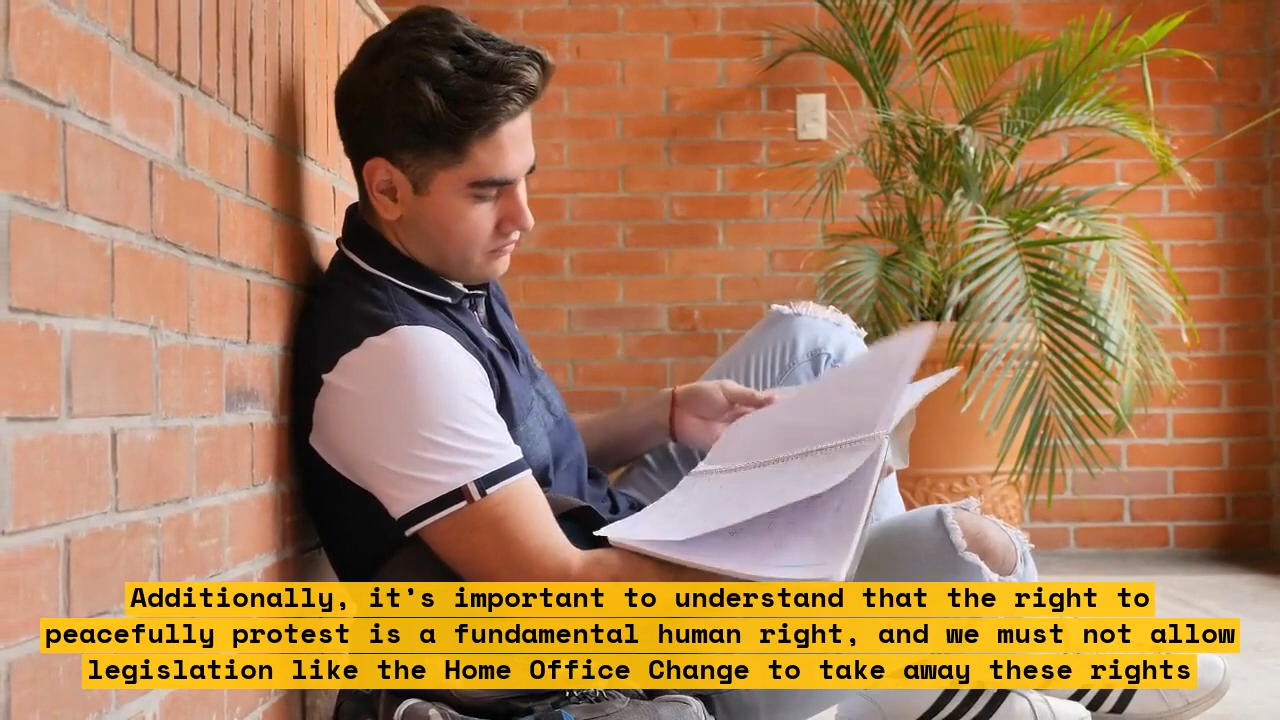 Additionally, it's important to understand that the right to
peacefully protest is a fundamental human right, and we must not allow
legislation like the Home Office Change to take away these rights